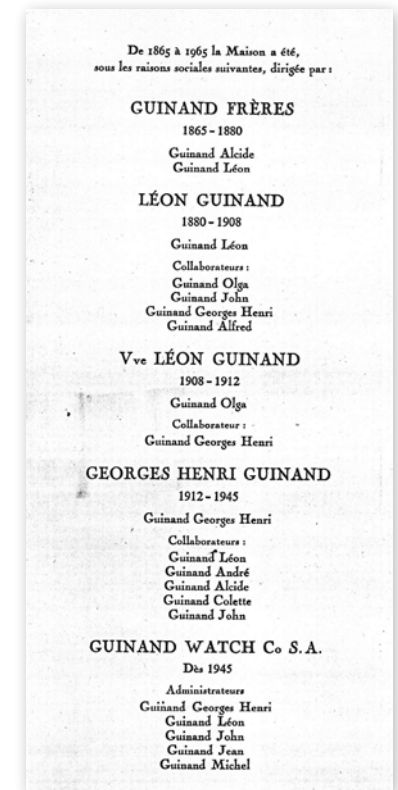 De 1865 à 1965 la Maison a été,
sous les raisons sociales suivantes, dirigée par :
GUINAND FRÈRES
1865 - 1880
Guinand Alcide
Guinand Léon
LÉON GUINAND
1880 - 1908
Guinand Léon
Collaborateurs :
Guinand Olga
Guinand John
Guinand Georges Henri
Guinand Alfred
Vve LÉON GUINAND
1908 - 1912
Guinand Olga
Collaborateur :
Guinand Georges Henri
GEORGES HENRI GUINAND
1912 - 1945
Guinand Georges Henri
Collaborateurs :
Guinand Léon
Guinand André
Guinand Alcide
Guinand Colette
Guinand John
GUINAND WATCH Co S.A.
Dès 1945
Administrateurs
Guinand Georges Henri
Guinand Léon
Guinand John
Guinand Jean
Guinand Michel